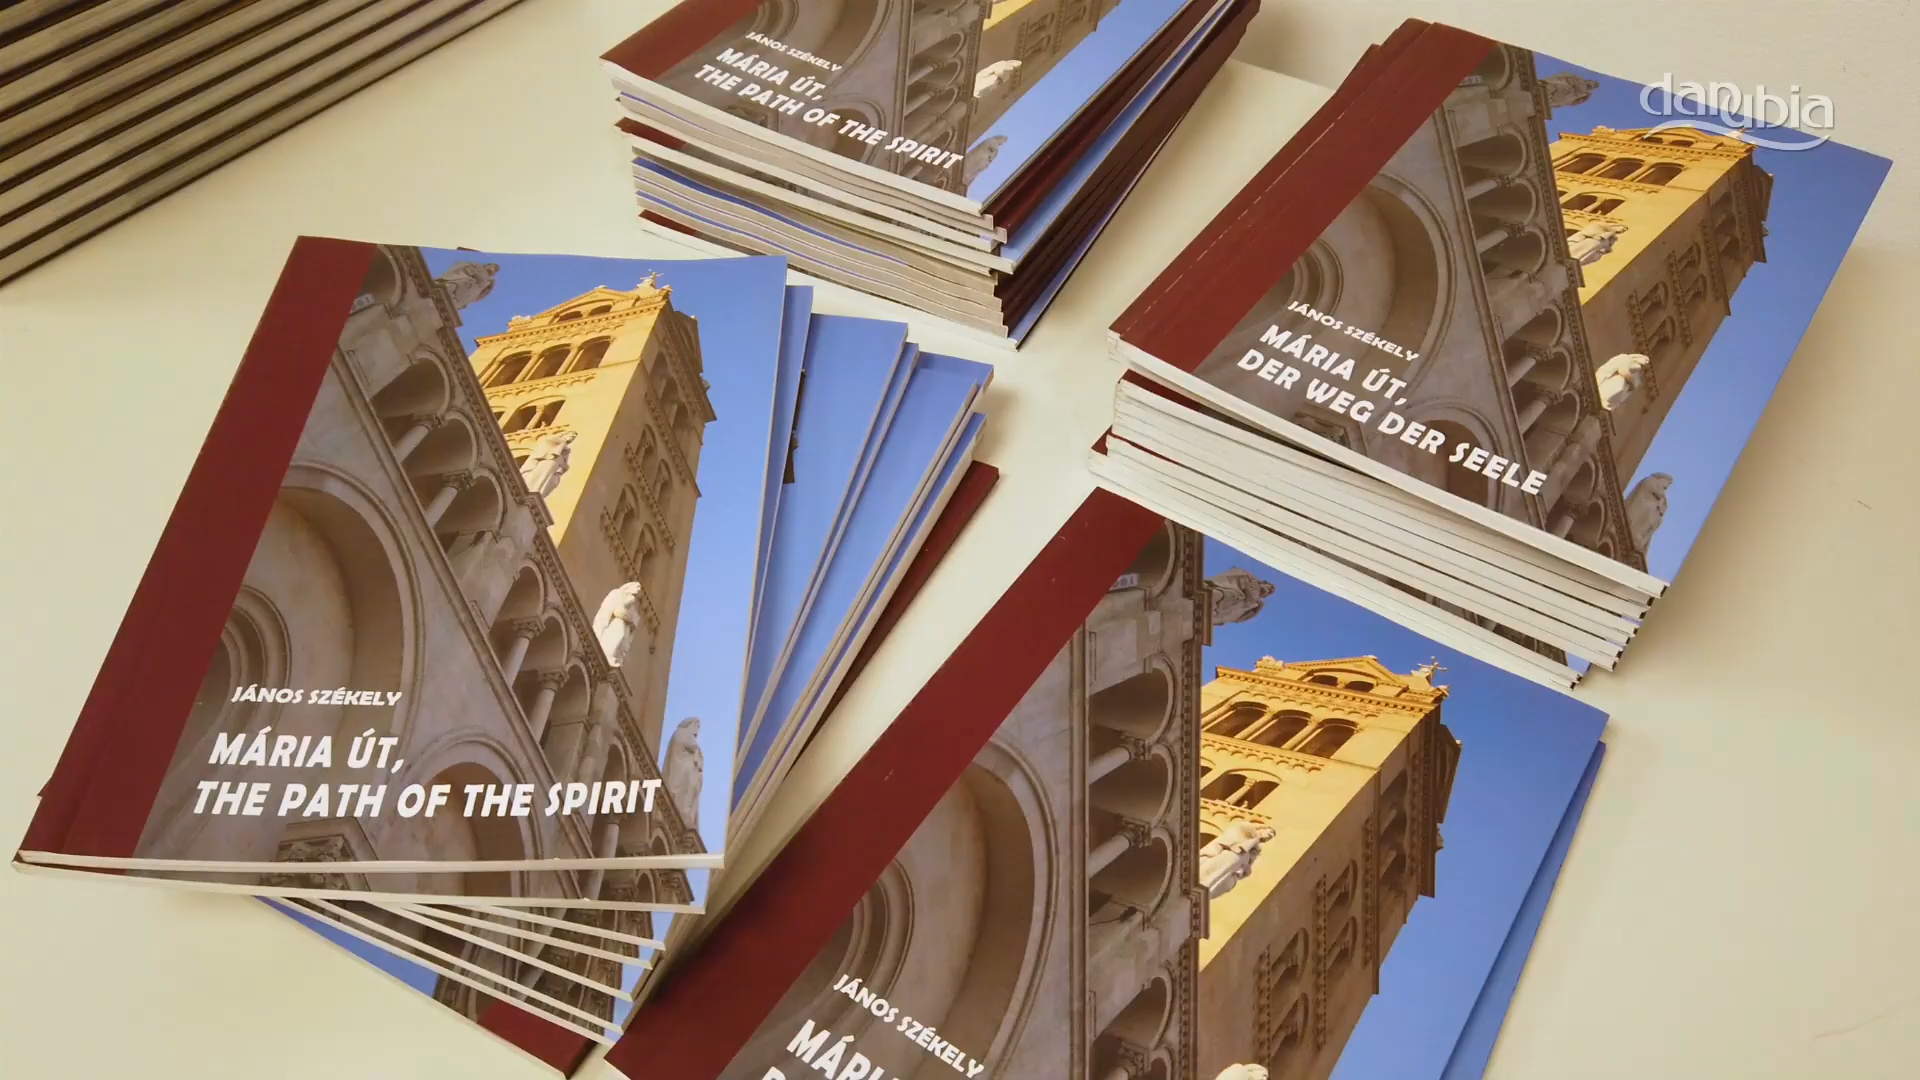 JÁNOS SZÉKELY
MÁRIA ÚT,
THE PATH OF THE SPIRIT
danubia
JÁNOS SZÉKELY
MÁRIA ÚT,
DER WEG DER SEELE
JÁNOS SZÉKELY
MÁRIA ÚT,
THE PATH OF THE SPIRIT
JÁNOS SZÉKELY